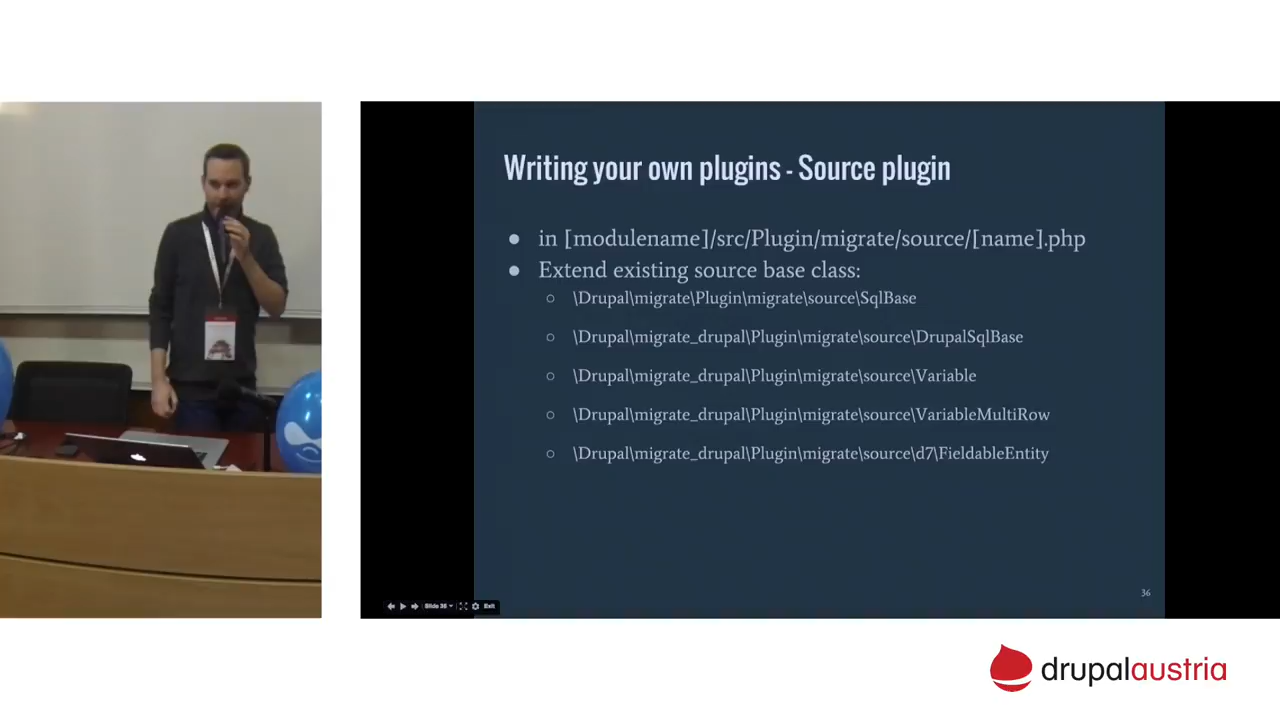 Writing your own plugins - Source plugin
● in [modulename]/src/Plugin/migrate/source/[name].php
● Extend existing source base class:
○ \Drupal\migrate\Plugin\migrate\source\SqlBase
○ \Drupal\migrate_drupal\Plugin\migrate\source\DrupalSqlBase
○ \Drupal\migrate_drupal\Plugin\migrate\source\Variable
○ \Drupal\migrate_drupal\Plugin\migrate\source\VariableMultiRow
○ \Drupal\migrate_drupal\Plugin\migrate\source\d7\FieldableEntity
36
Slide 36
Exit
drupalaustria